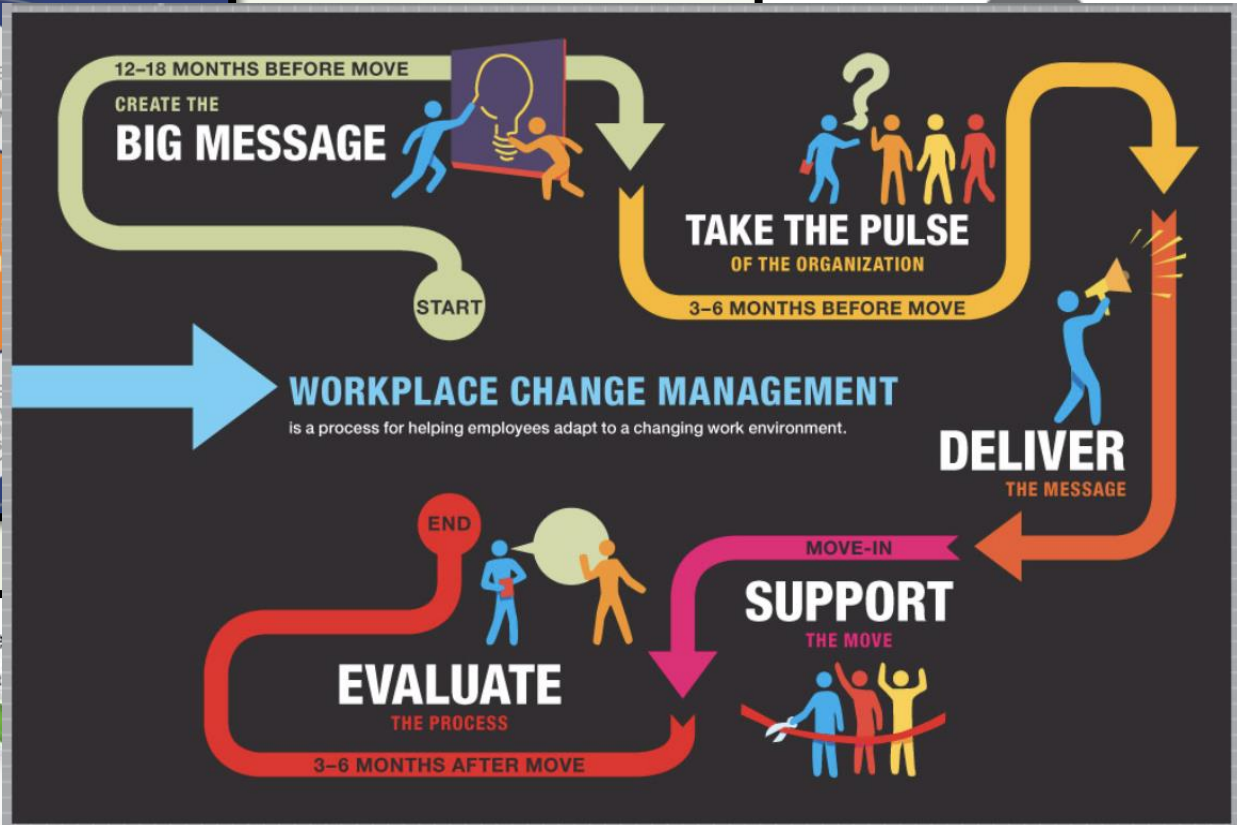 12–18 MONTHS BEFORE MOVE
CREATE THE
BIG MESSAGE
START
TAKE THE PULSE
OF THE ORGANIZATION
3–6 MONTHS BEFORE MOVE
WORKPLACE CHANGE MANAGEMENT
is a process for helping employees adapt to a changing work environment.
DELIVER
THE MESSAGE
MOVE-IN
SUPPORT
THE MOVE
END
EVALUATE
THE PROCESS
3–6 MONTHS AFTER MOVE